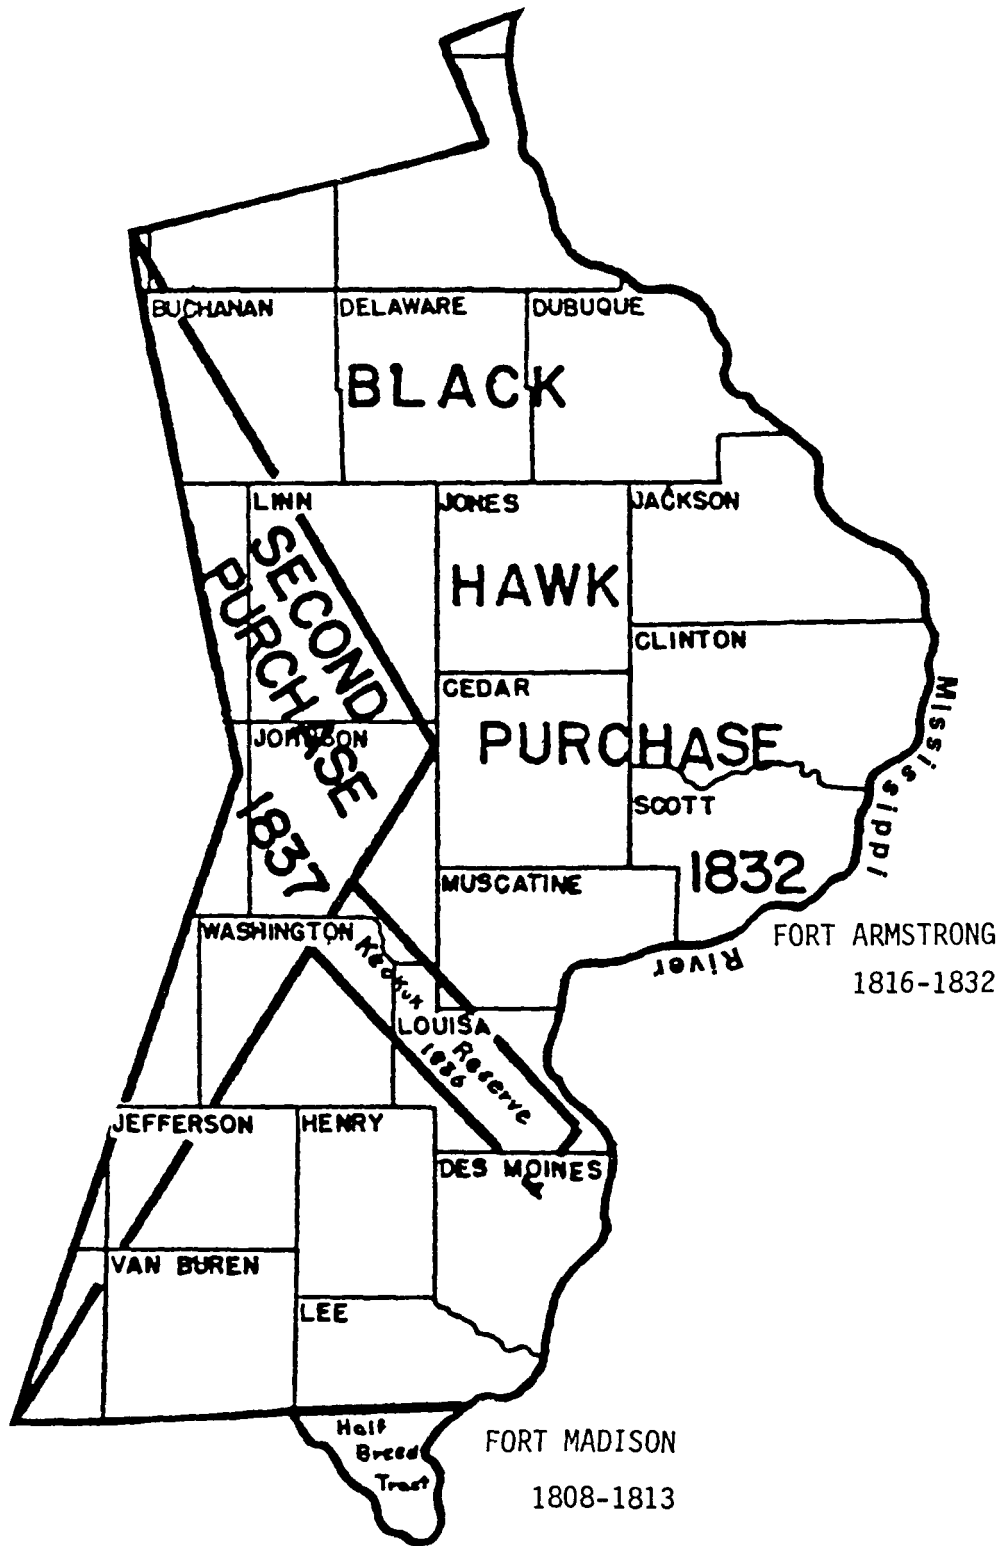 BUCHANAN
DELAWARE
DUBUQUE
BLACK
LINN
JONES
JACKSON
SECOND
PURCHASE
1837
HAWK
CLINTON
CEDAR
PURCHASE
JOHNSON
SCOTT
1832
Mississippi
River
MUSCATINE
FORT ARMSTRONG
1816-1832
WASHINGTON
Keokuk Reserve
1836
LOUISA
JEFFERSON
HENRY
DES MOINES
VAN BUREN
LEE
Half
Breed
Tract
FORT MADISON
1808-1813